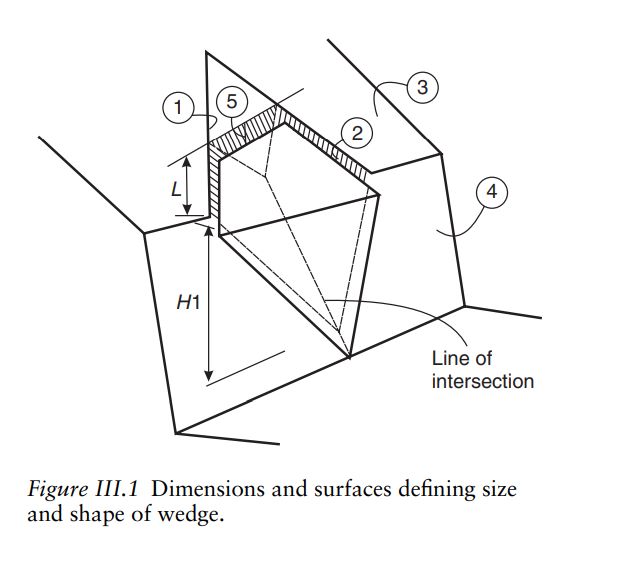 3
1
5
2
L
4
H1
Line of
intersection
Figure III.1 Dimensions and surfaces defining size
and shape of wedge.